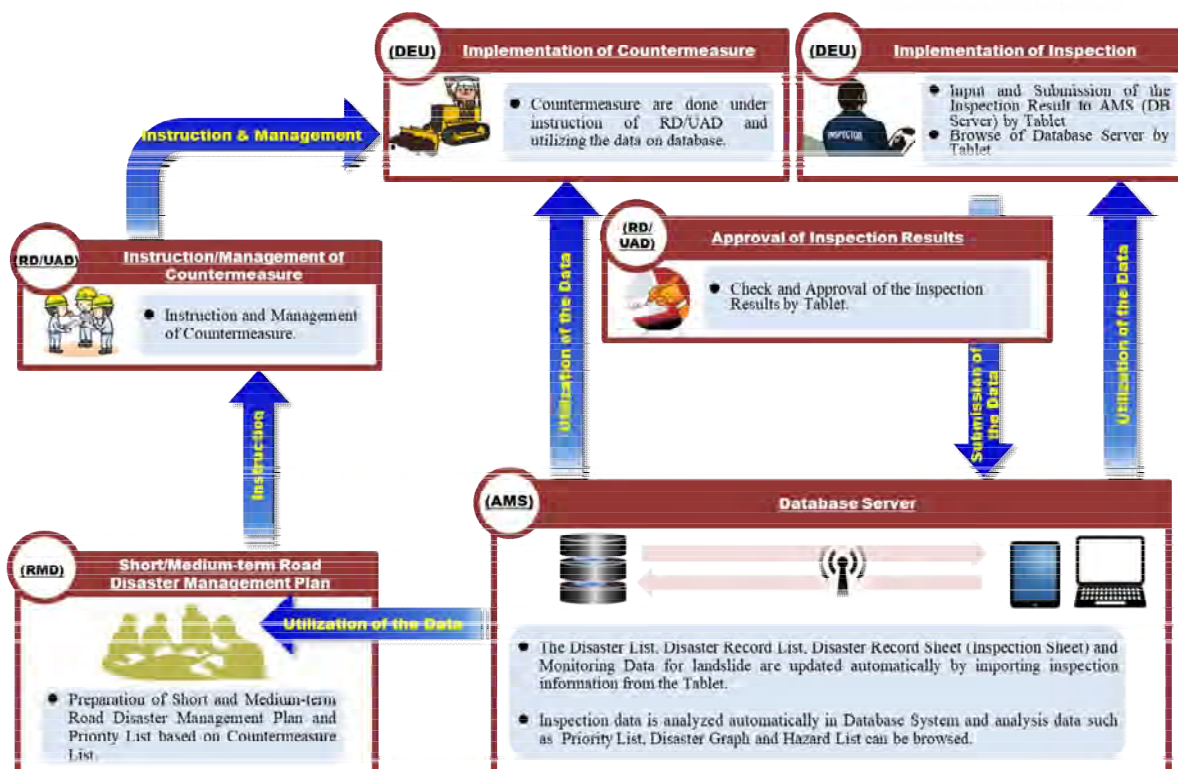 (DEU)
Implementation of Countermeasure
Countermeasure are done under
instruction of RD/UAD and
utilizing the data on database.
(DEU)
Implementation of Inspection
INSPECTOR
Input and Submission of the
Inspection Result to AMS (DB
Server) by Tablet
Browse of Database Server by
Tablet
Instruction & Management
(RD/UAD)
Instruction/Management of
Countermeasure
Instruction and Management
of Countermeasure.
Utilization of the Data
(RD/
UAD)
Approval of Inspection Results
Check and Approval of the Inspection
Results by Tablet.
Submission of
the Data
Utilization of the Data
Instruction
(AMS)
Database Server
The Disaster List, Disaster Record List, Disaster Record Sheet (Inspection Sheet) and
Monitoring Data for landslide are updated automatically by importing inspection
information from the Tablet.
Inspection data is analyzed automatically in Database System and analysis data such
as Priority List, Disaster Graph and Hazard List can be browsed.
(RMD)
Short/Medium-term Road
Disaster Management Plan
Utilization of the Data
Preparation of Short and Medium-term
Road Disaster Management Plan and
Priority List based on Countermeasure
List.